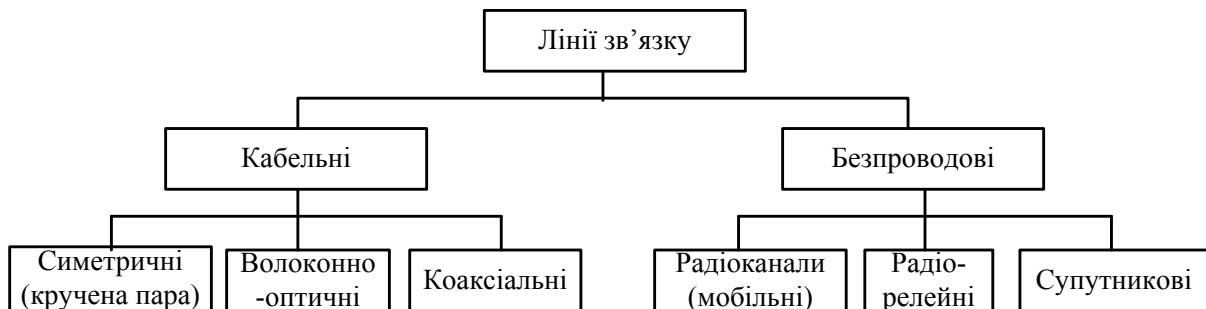 Лінії зв’язку
Кабельні
Безпроводові
Симетричні
(кручена пара)
Волоконно
-оптичні
Коаксіальні
Радіоканали
(мобільні)
Радіо-
релейні
Супутникові